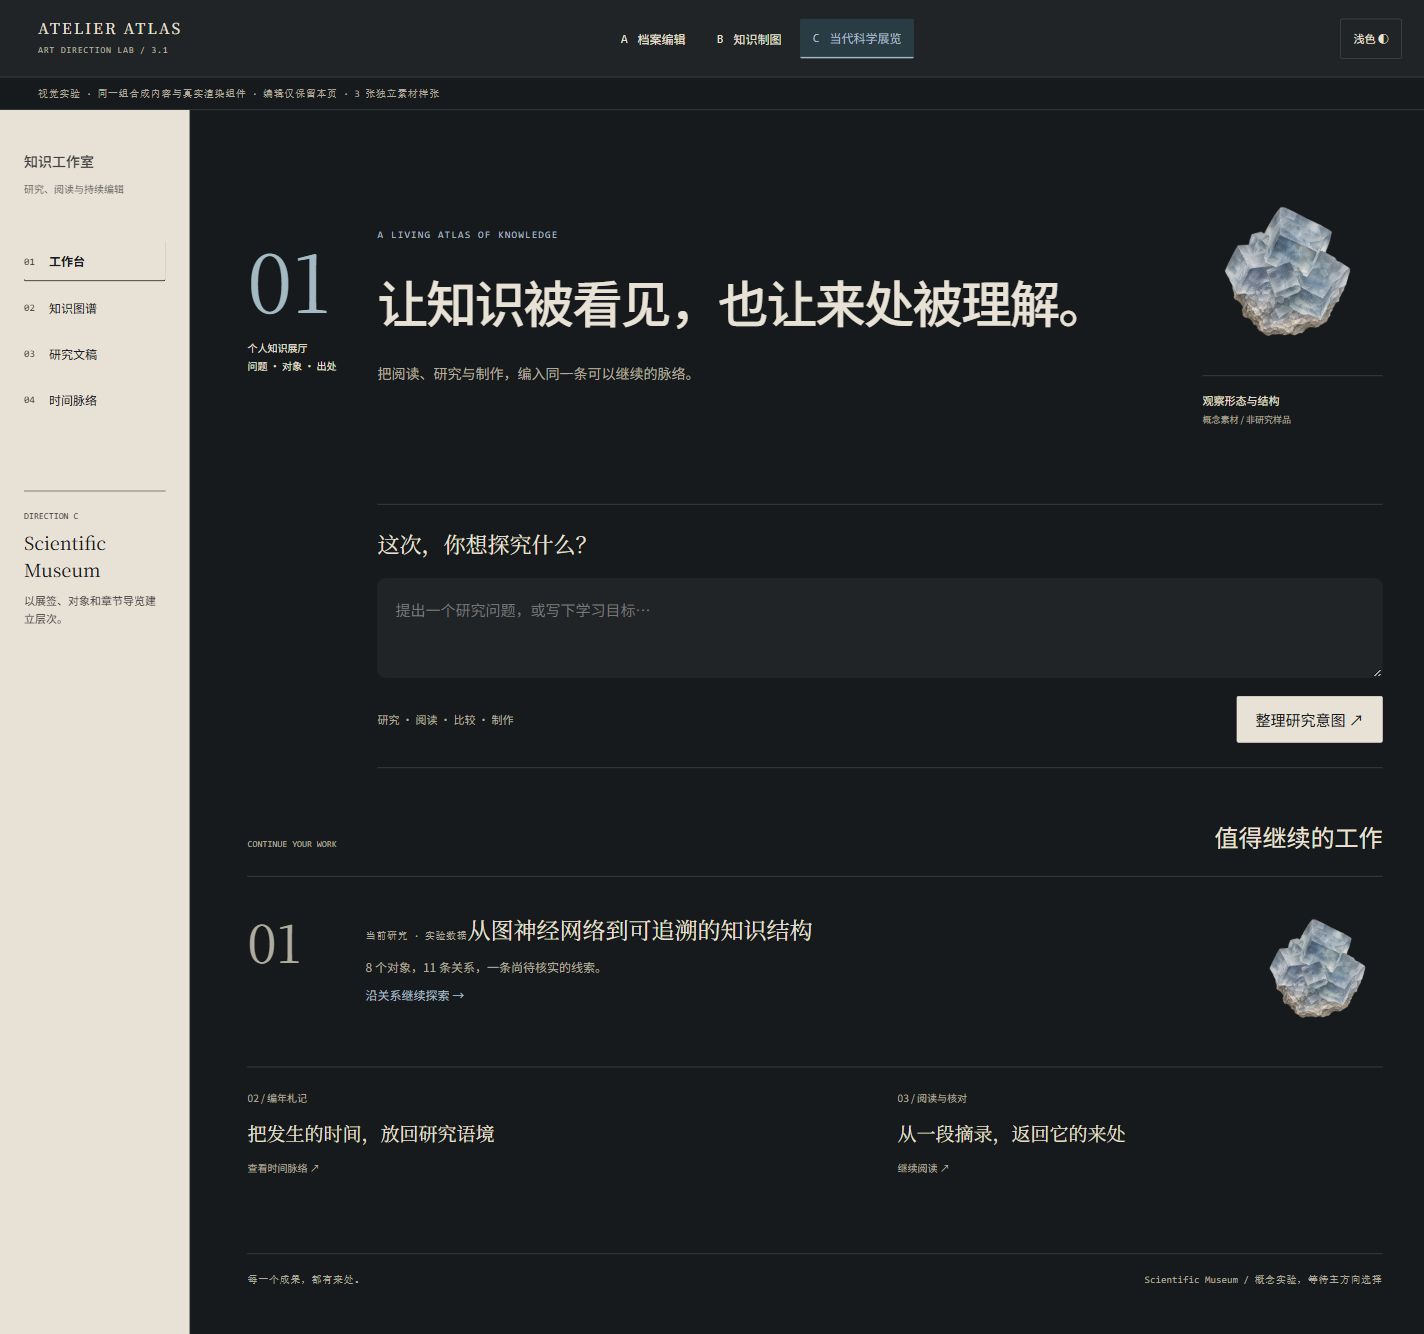 ATELIER ATLAS
ART DIRECTION LAB / 3.1
A 档案编辑
B 知识制图
C 当代科学展览
浅色
视觉实验 · 同一组合成内容与真实渲染组件 · 编辑仅保留本页 · 3 张独立素材样张
知识工作室
研究、阅读与持续编辑
01 工作台
02 知识图谱
03 研究文稿
04 时间脉络
DIRECTION C
Scientific
Museum
以展签、对象和章节导览建
立层次。
01
个人知识展厅
问题 · 对象 · 出处
A LIVING ATLAS OF KNOWLEDGE
让知识被看见，也让来处被理解。
把阅读、研究与制作，编入同一条可以继续的脉络。
观察形态与结构
概念素材 / 非研究样品
这次，你想探究什么？
提出一个研究问题，或写下学习目标…
研究 · 阅读 · 比较 · 制作
整理研究意图 ↗
CONTINUE YOUR WORK
值得继续的工作
01
当前研究 · 实验数据从图神经网络到可追溯的知识结构
8 个对象，11 条关系，一条尚待核实的线索。
沿关系继续探索 →
02 / 编年札记
把发生的时间，放回研究语境
查看时间脉络 ↗
03 / 阅读与核对
从一段摘录，返回它的来处
继续阅读 ↗
每一个成果，都有来处。
Scientific Museum / 概念实验，等待主方向选择